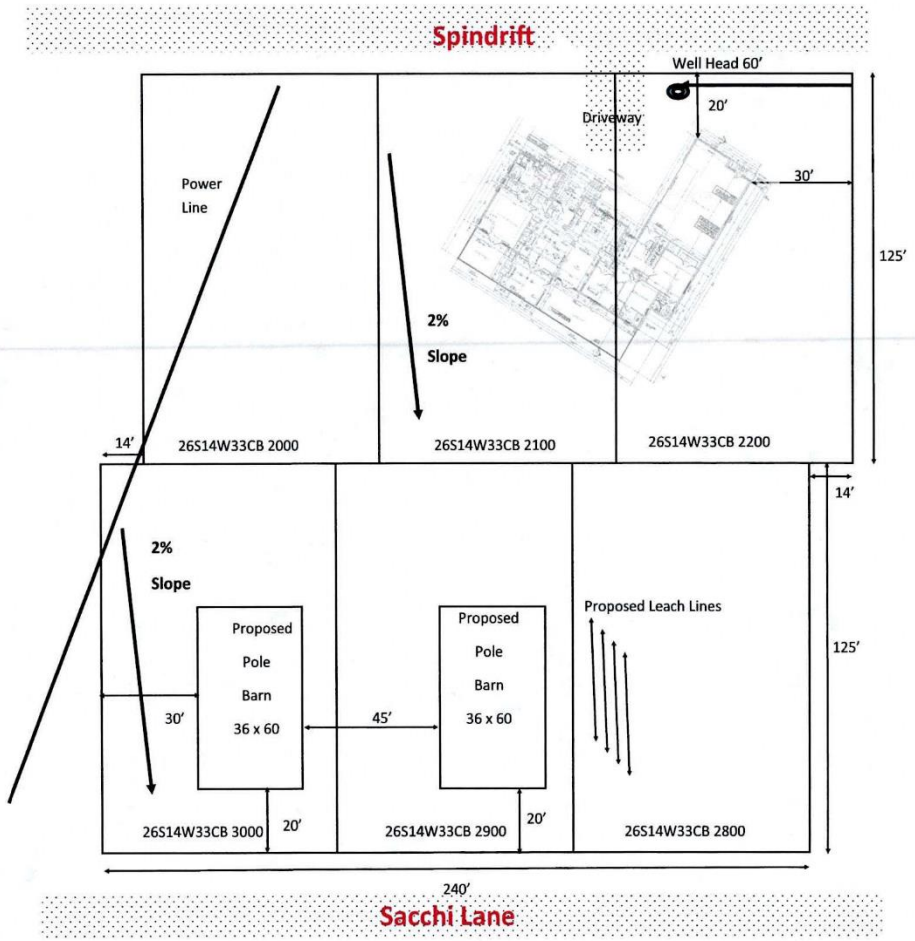 Spindrift
Well Head 60'
20'
Driveway
Power
Line
30'
125'
2%
Slope
14'
26S14W33CB 2000
26S14W33CB 2100
26S14W33CB 2200
14'
2%
Slope
Proposed Leach Lines
Proposed
Pole
Barn
36 x 60
Proposed
Pole
Barn
36 x 60
125'
30'
45'
20'
20'
26S14W33CB 3000
26S14W33CB 2900
26S14W33CB 2800
240'
Sacchi Lane